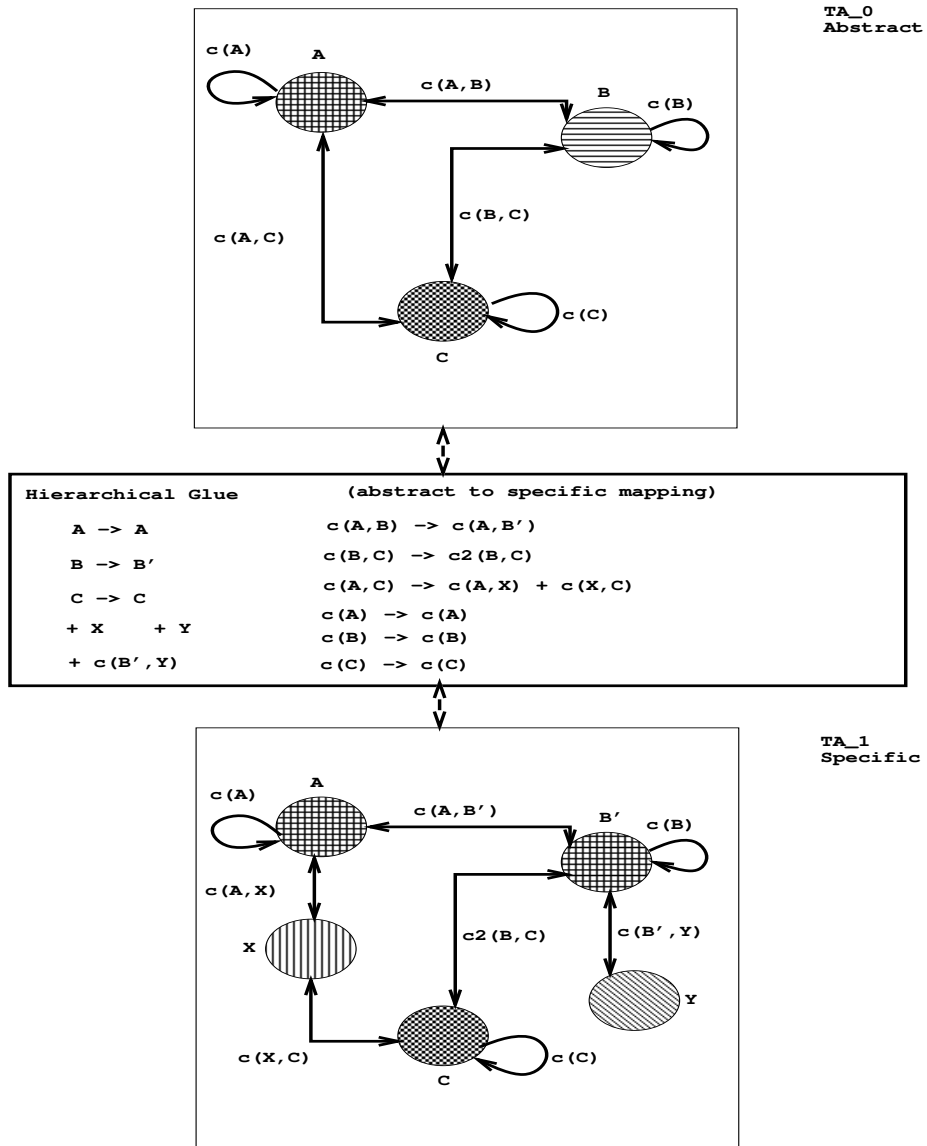 TA_0
Abstract
c(A)
A
c(A,B)
B
c(B)
c(B,C)
c(A,C)
c(C)
C
Hierarchical Glue (abstract to specific mapping)
A -> A
c(A,B) -> c(A,B')
B -> B'
c(B,C) -> c2(B,C)
C -> C
c(A,C) -> c(A,X) + c(X,C)
+ X + Y
c(A) -> c(A)
c(B) -> c(B)
+ c(B',Y)
c(C) -> c(C)
TA_1
Specific
c(A)
A
c(A,B')
B'
c(B)
c(A,X)
X
c2(B,C)
c(B',Y)
Y
c(X,C)
C
c(C)